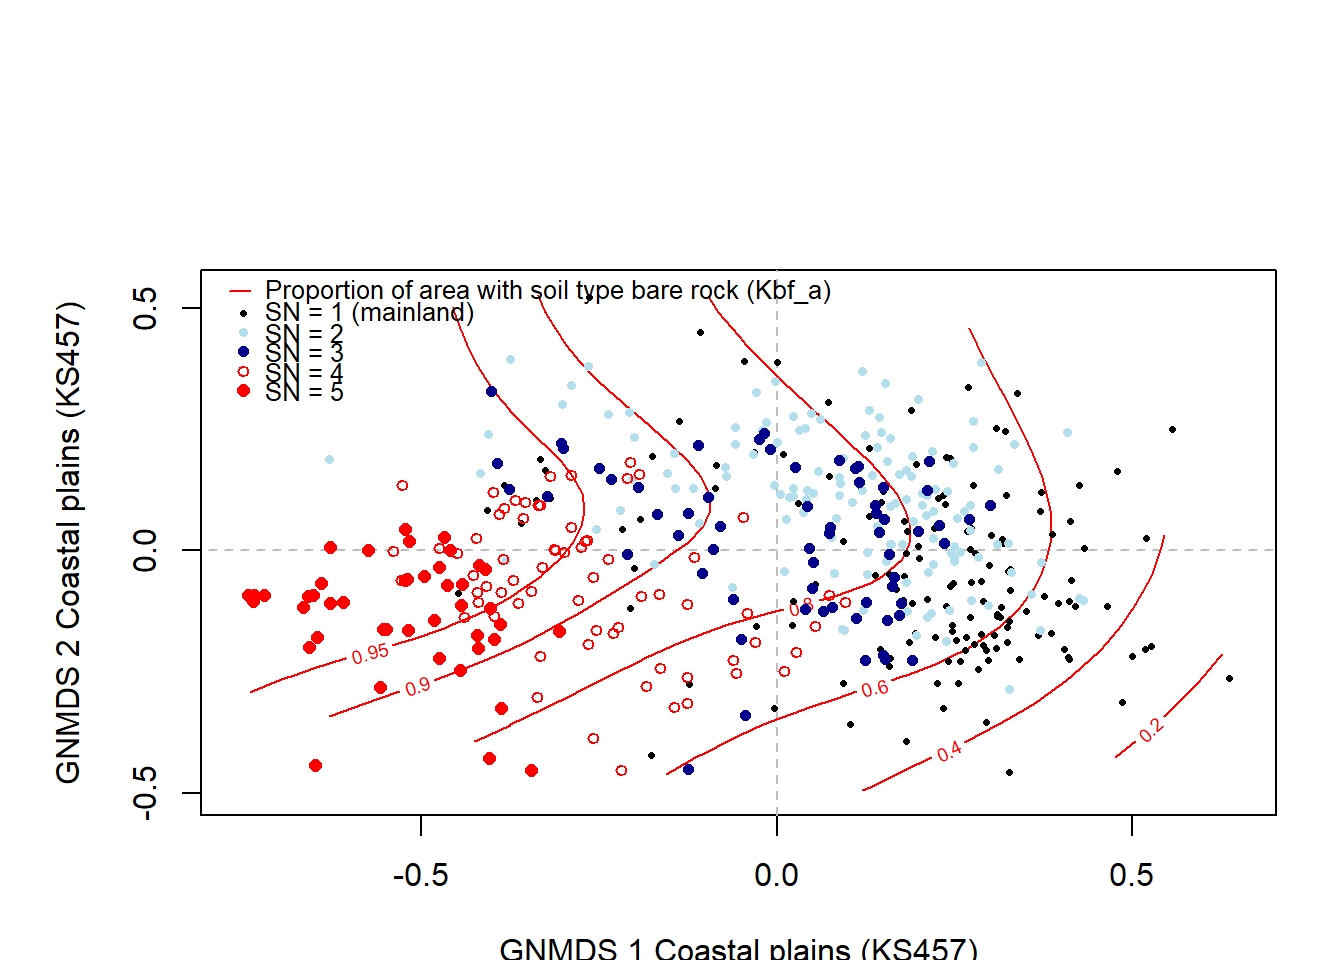 Proportion of area with soil type bare rock (Kbf_a)
SN = 1 (mainland)
SN = 2
SN = 3
SN = 4
SN = 5
0.5
0.0
-0.5
GNMDS 2 Coastal plains (KS457)
0.95
0.9
0.8
0.6
0.4
0.2
-0.5
0.0
0.5
GNMDS 1 Coastal plains (KS457)